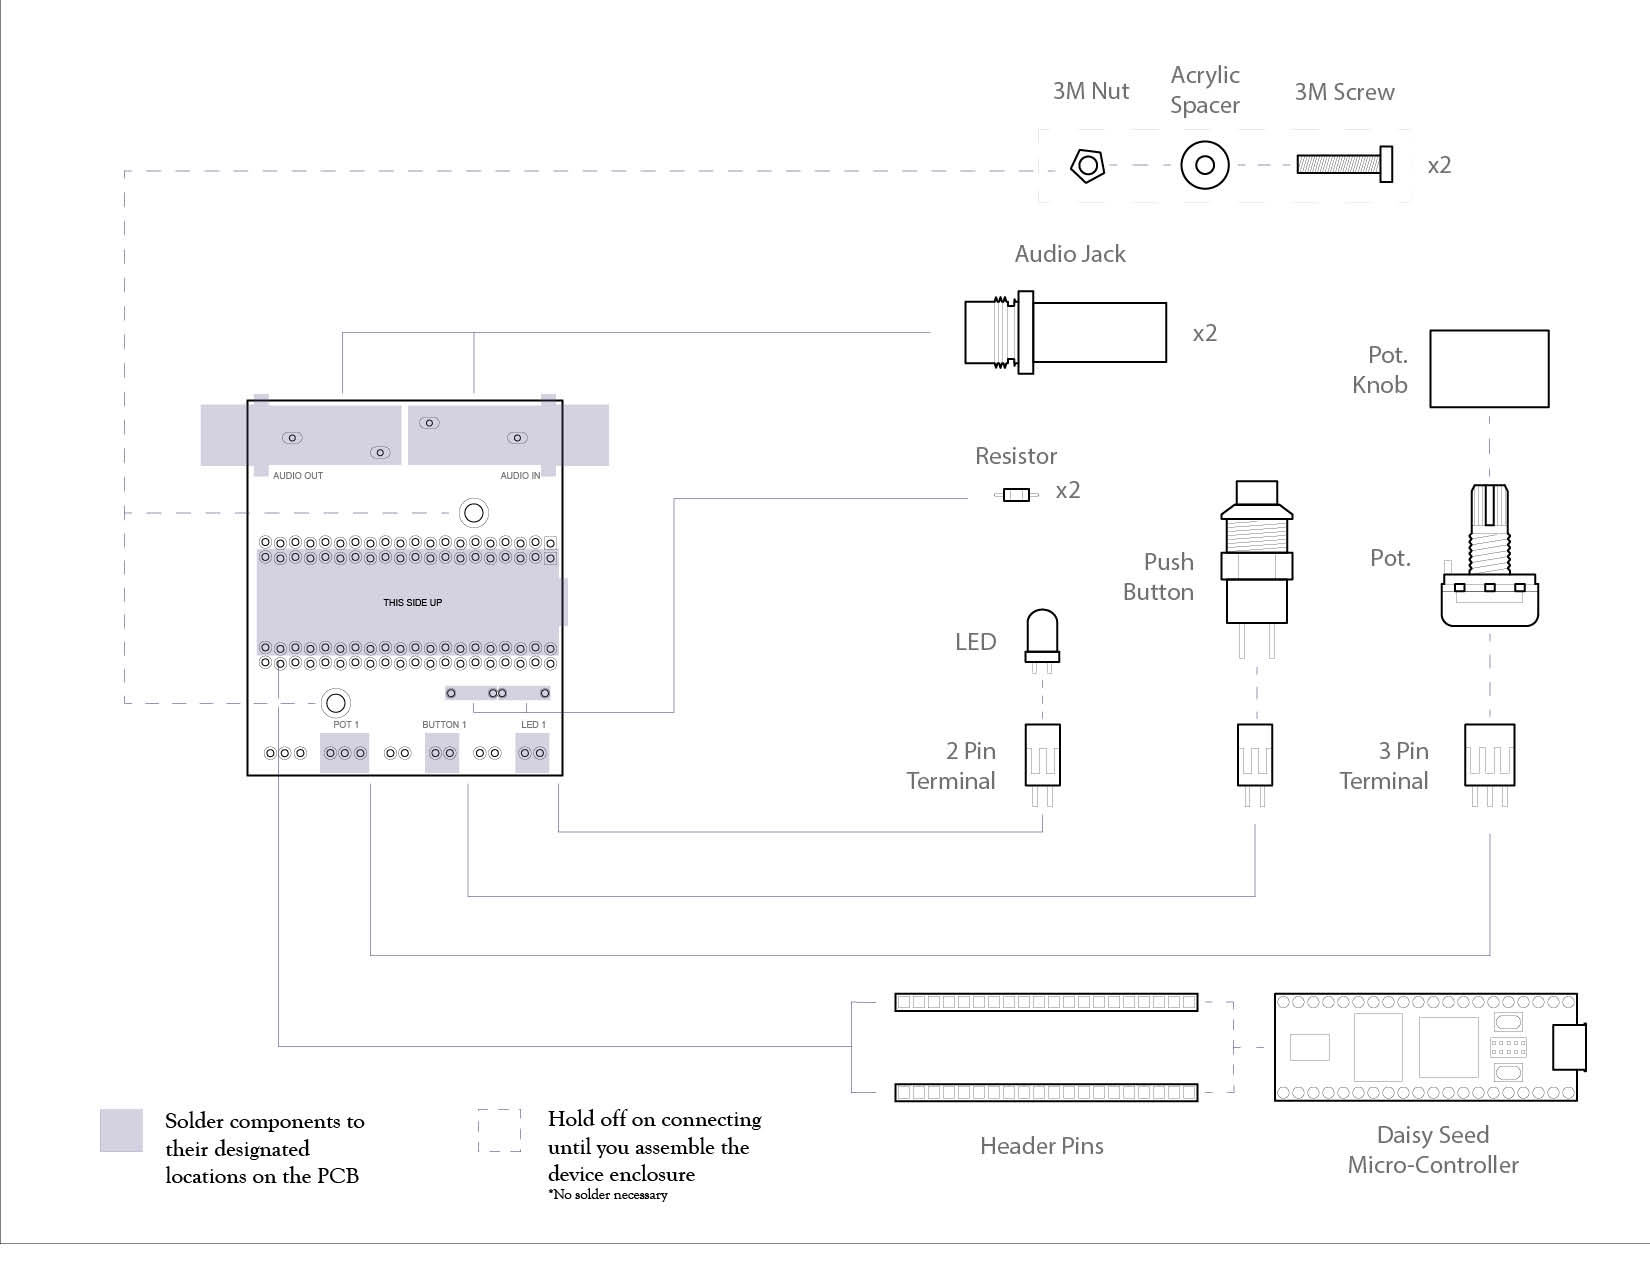 3M Nut
Acrylic
Spacer
3M Screw
x2
Audio Jack
x2
Pot.
Knob
Resistor
x2
AUDIO OUT
AUDIO IN
Push
Button
Pot.
THIS SIDE UP
LED
POT 1
BUTTON 1
LED 1
2 Pin
Terminal
3 Pin
Terminal
Header Pins
Daisy Seed
Micro-Controller
Solder components to
their designated
locations on the PCB
Hold off on connecting
until you assemble the
device enclosure
*No solder necessary